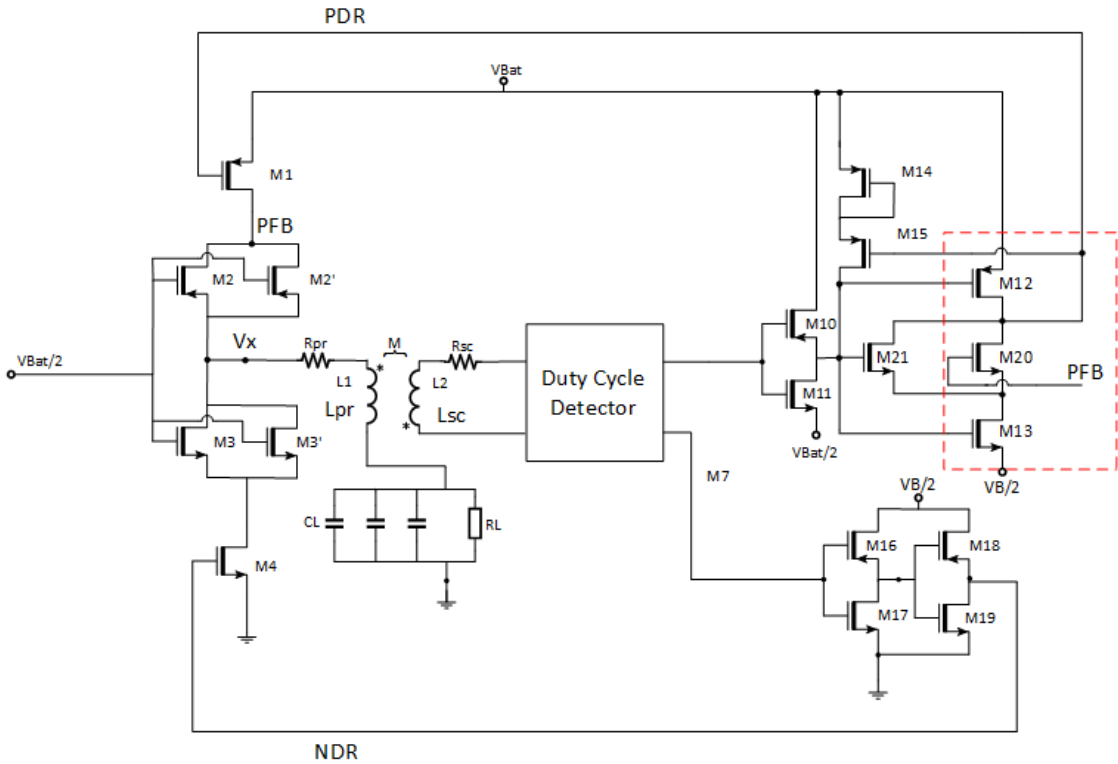 PDR
VBat
M1
M14
PFB
M15
M2
M2'
M12
M10
Vx
Rpr
M
Rsc
M21
M20
VBat/2
L1
L2
Duty Cycle
Detector
PFB
M11
Lpr
Lsc
M3
M3'
M13
VBat/2
M7
VB/2
VB/2
CL
RL
M16
M18
M4
M17
M19
NDR
*
*